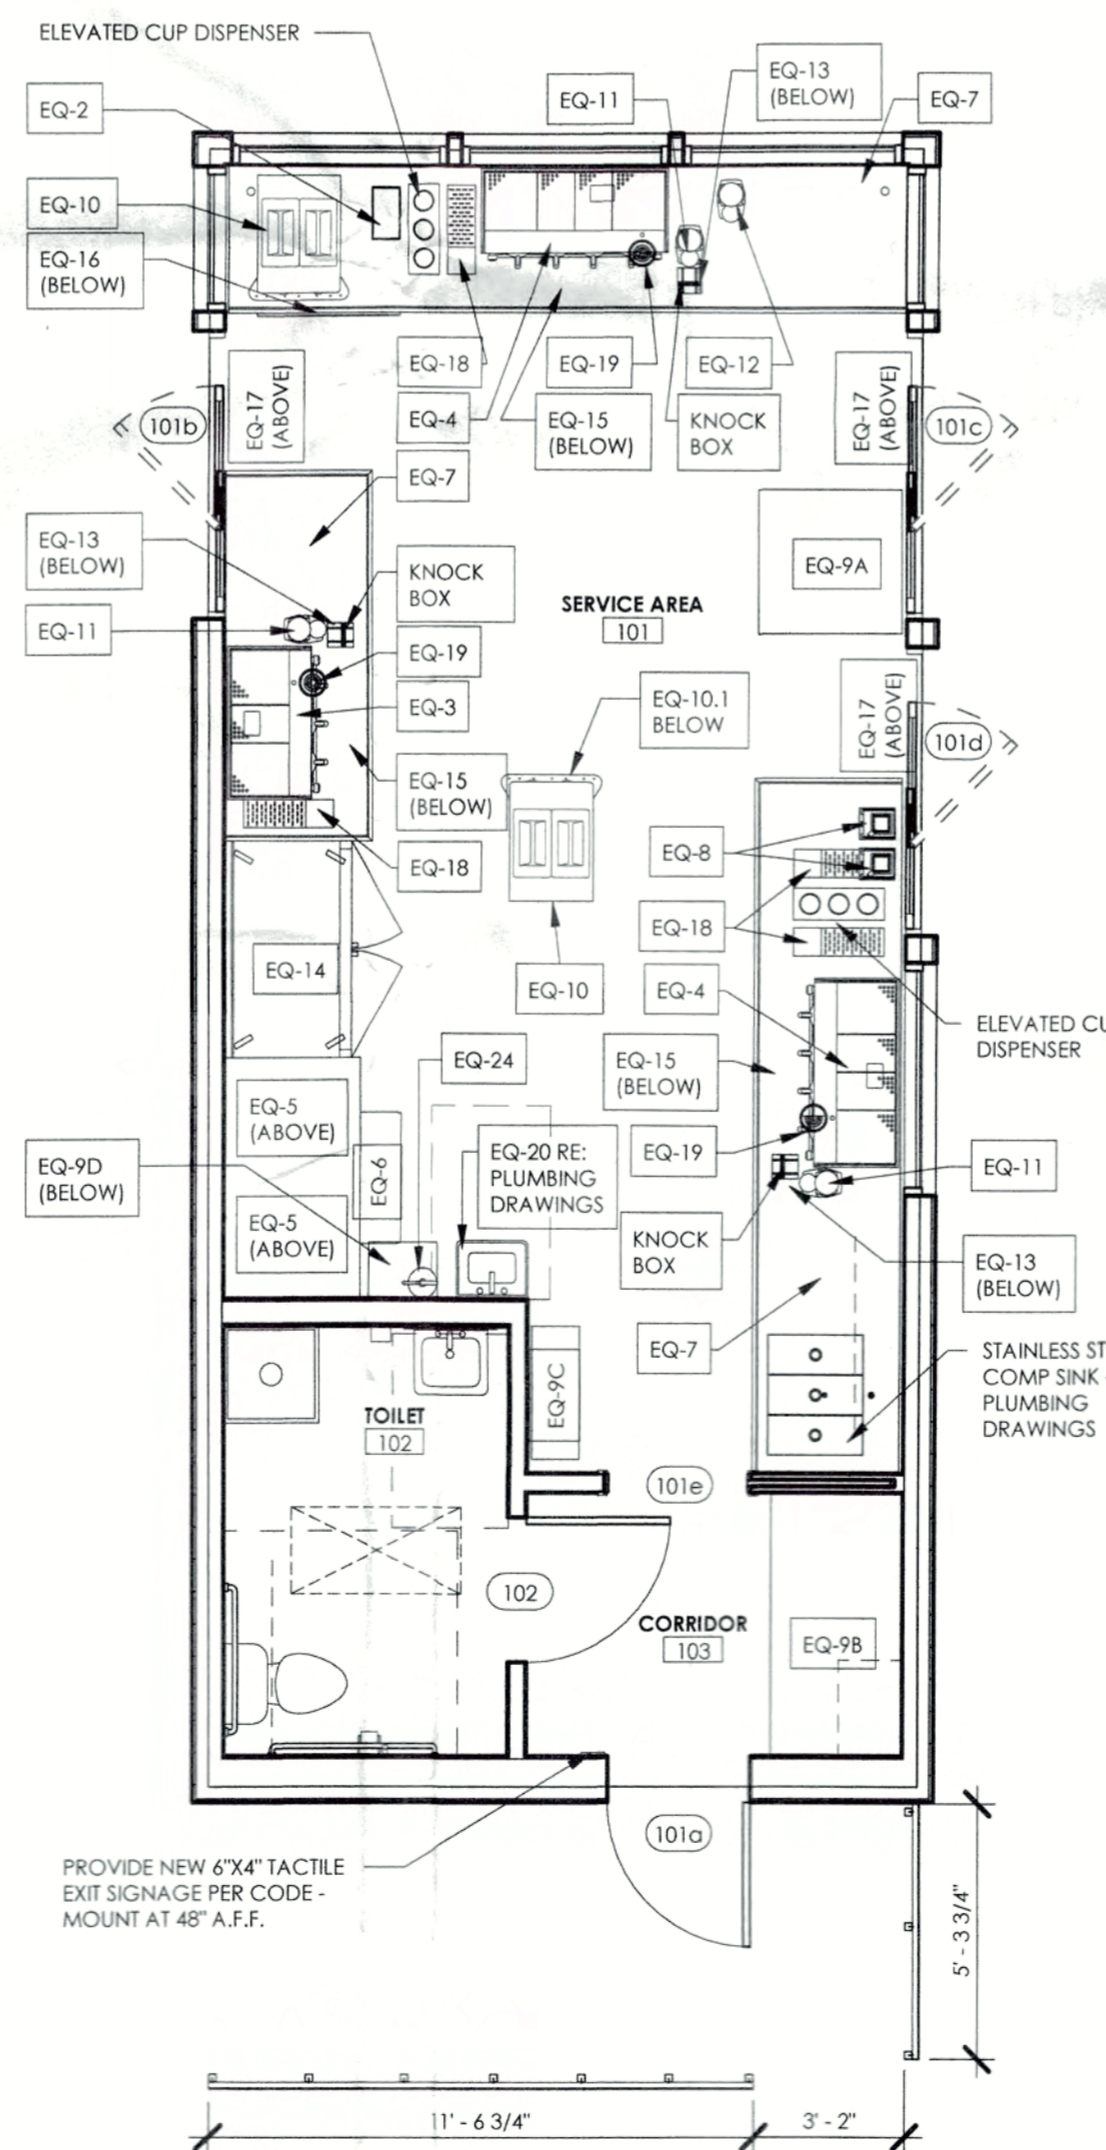 ELEVATED CUP DISPENSER
EQ-2
EQ-11
EQ-13
(BELOW)
EQ-7
EQ-10
EQ-16
(BELOW)
EQ-18
EQ-19
EQ-12
EQ-17
(ABOVE)
EQ-17
(ABOVE)
EQ-4
EQ-15
(BELOW)
KNOCK
BOX
101b
101c
EQ-7
EQ-13
(BELOW)
KNOCK
BOX
EQ-9A
SERVICE AREA
101
EQ-11
EQ-19
EQ-3
EQ-10.1
BELOW
EQ-17
(ABOVE)
101d
EQ-15
(BELOW)
EQ-8
EQ-18
EQ-18
EQ-14
EQ-10
EQ-4
ELEVATED CU
DISPENSER
EQ-24
EQ-15
(BELOW)
EQ-5
(ABOVE)
EQ-9D
(BELOW)
EQ-6
EQ-20 RE:
PLUMBING
DRAWINGS
EQ-19
EQ-11
EQ-5
(ABOVE)
KNOCK
BOX
EQ-13
(BELOW)
EQ-7
STAINLESS ST
COMP SINK -
PLUMBING
DRAWINGS
EQ-9C
TOILET
102
101e
102
CORRIDOR
103
EQ-9B
101a
PROVIDE NEW 6"X4" TACTILE
EXIT SIGNAGE PER CODE -
MOUNT AT 48" A.F.F.
5' - 3 3/4"
11' - 6 3/4"
3' - 2"